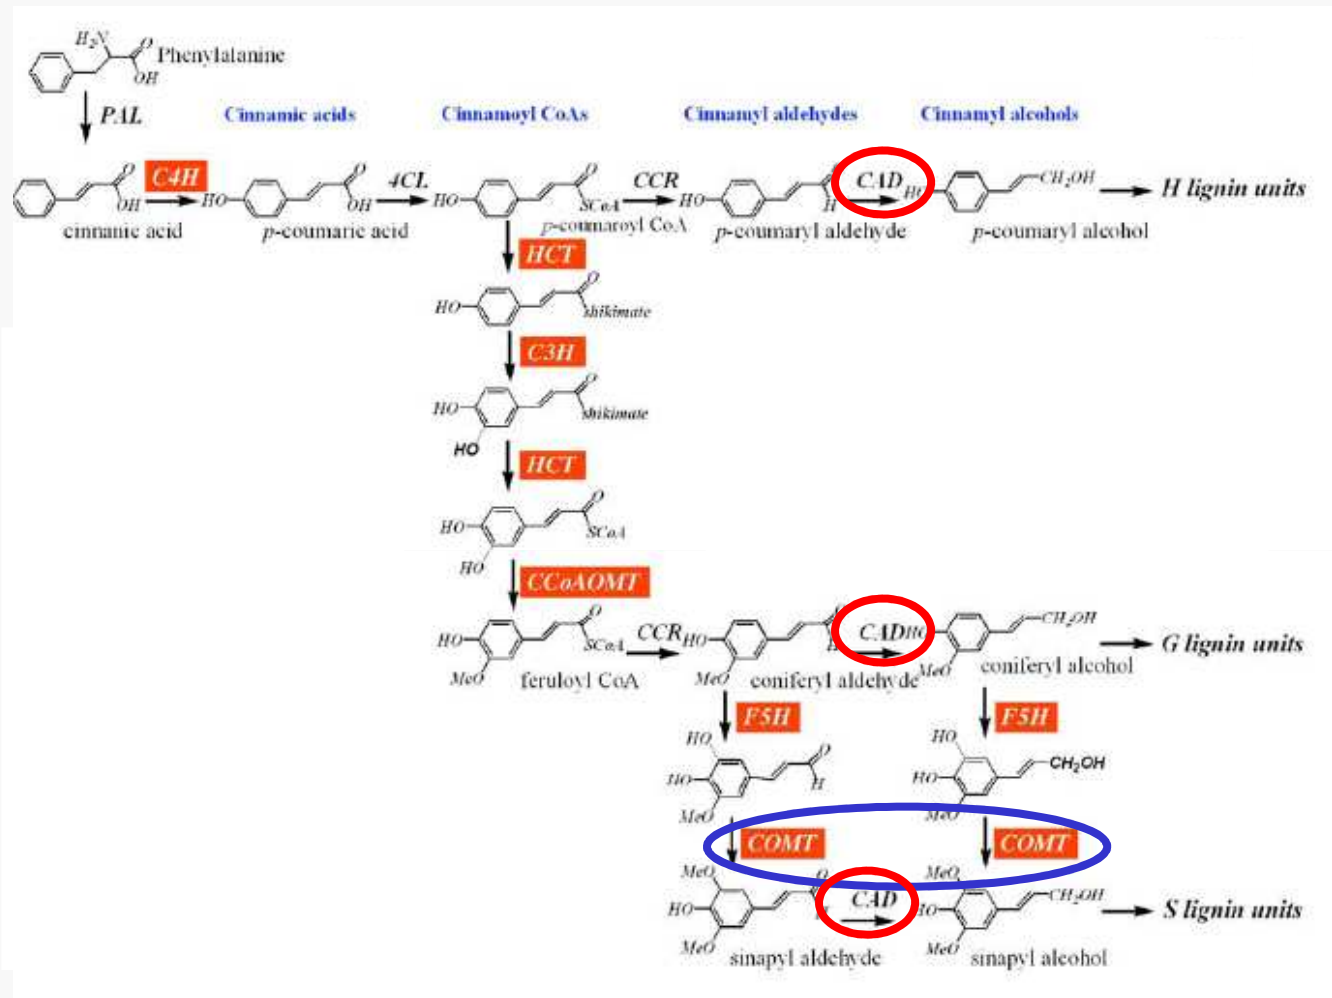 H2N
O
Phenylalanine
OH
PAL
Cinnamic acids
Cinnamoyl CoAs
Cinnamyl aldehydes
Cinnamyl alcohols
C4H
O
OH
cinnanic acid
HO
O
OH
p-coumaric acid
4CL
HO
O
SCoA
p-coumaroyl CoA
CCR
HO
H
p-coumaryl aldehyde
CAD
CH2OH
p-coumaryl alcohol
H lignin units
HCT
HO
O
shikimate
C3H
HO
O
shikimate
HO
HCT
HO
O
SCoA
HO
CCoAOMT
HO
O
SCoA
MeO
feruloyl CoA
CCR
HO
H
MeO
coniferyl aldehyde
CAD
HO
CH2OH
MeO
coniferyl alcohol
G lignin units
F5H
F5H
HO
HO
O
H
MeO
HO
HO
CH2OH
MeO
COMT
COMT
MeO
O
HO
MeO
sinapyl aldehyde
CAD
MeO
HO
CH2OH
MeO
sinapyl alcohol
S lignin units